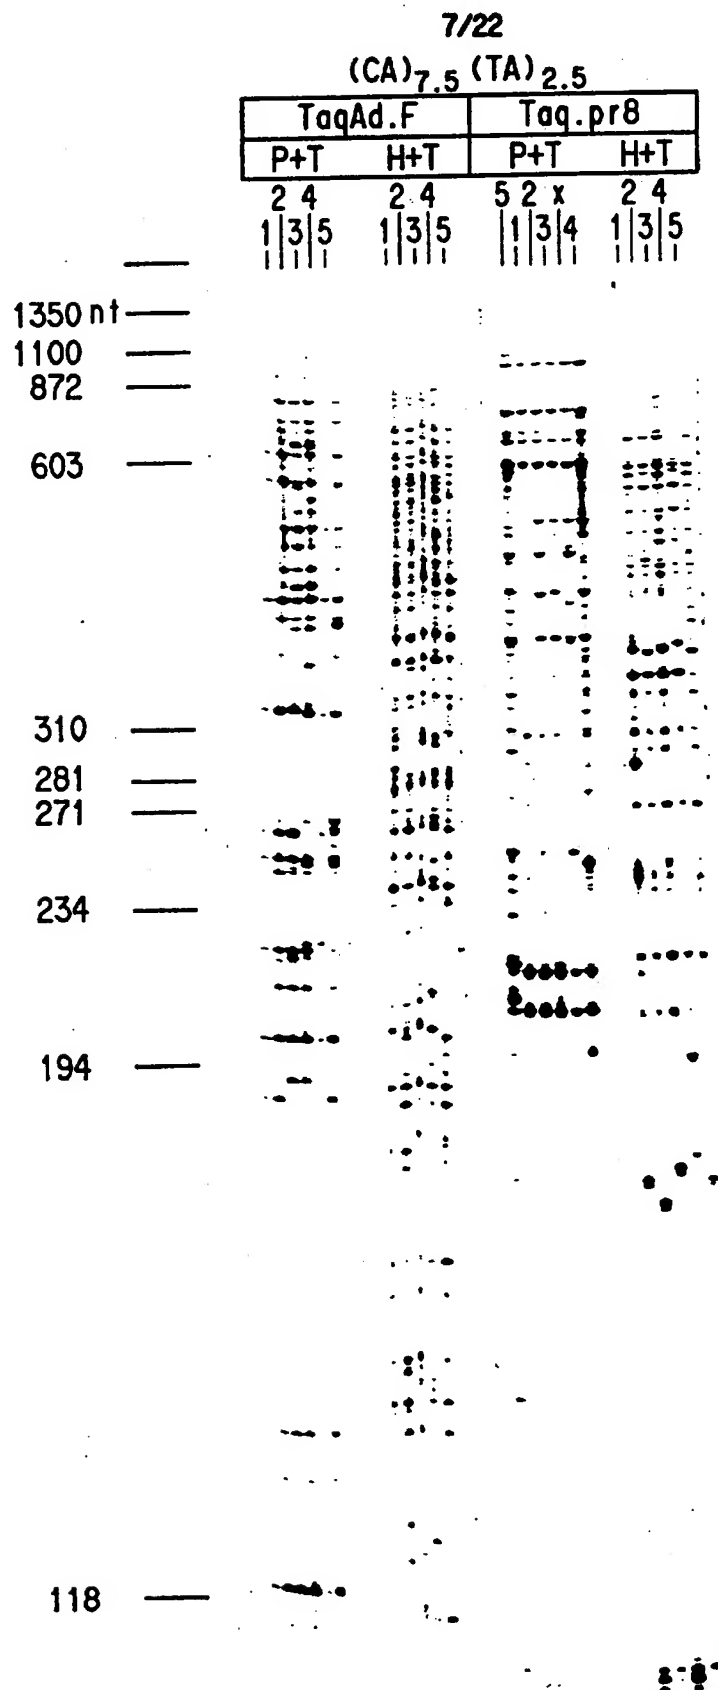 7/22
(CA)7.5 (TA)2.5
TaqAd.F Taq.pr8
P+T H+T P+T H+T
2 4 2 4 5 2 x 2 4
1 3 5 1 3 5 1 3 4 1 3 5
1350 nt
1100
872
603
310
281
271
234
194
118